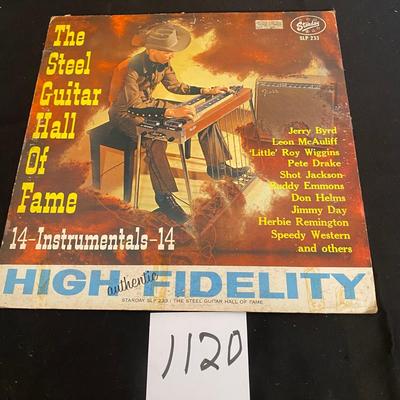 The
Steel
Guitar
Hall
Of
Fame
14-Instrumentals-14
Starday
SLP 233
Jerry Byrd
Leon McAuliff
'Little' Roy Wiggins
Pete Drake
Shot Jackson
Buddy Emmons
Don Helms
Jimmy Day
Herbie Remington
Speedy Western
and others
HIGH authentic FIDELITY
STARDAY SLP 233 / THE STEEL GUITAR HALL OF FAME
1120